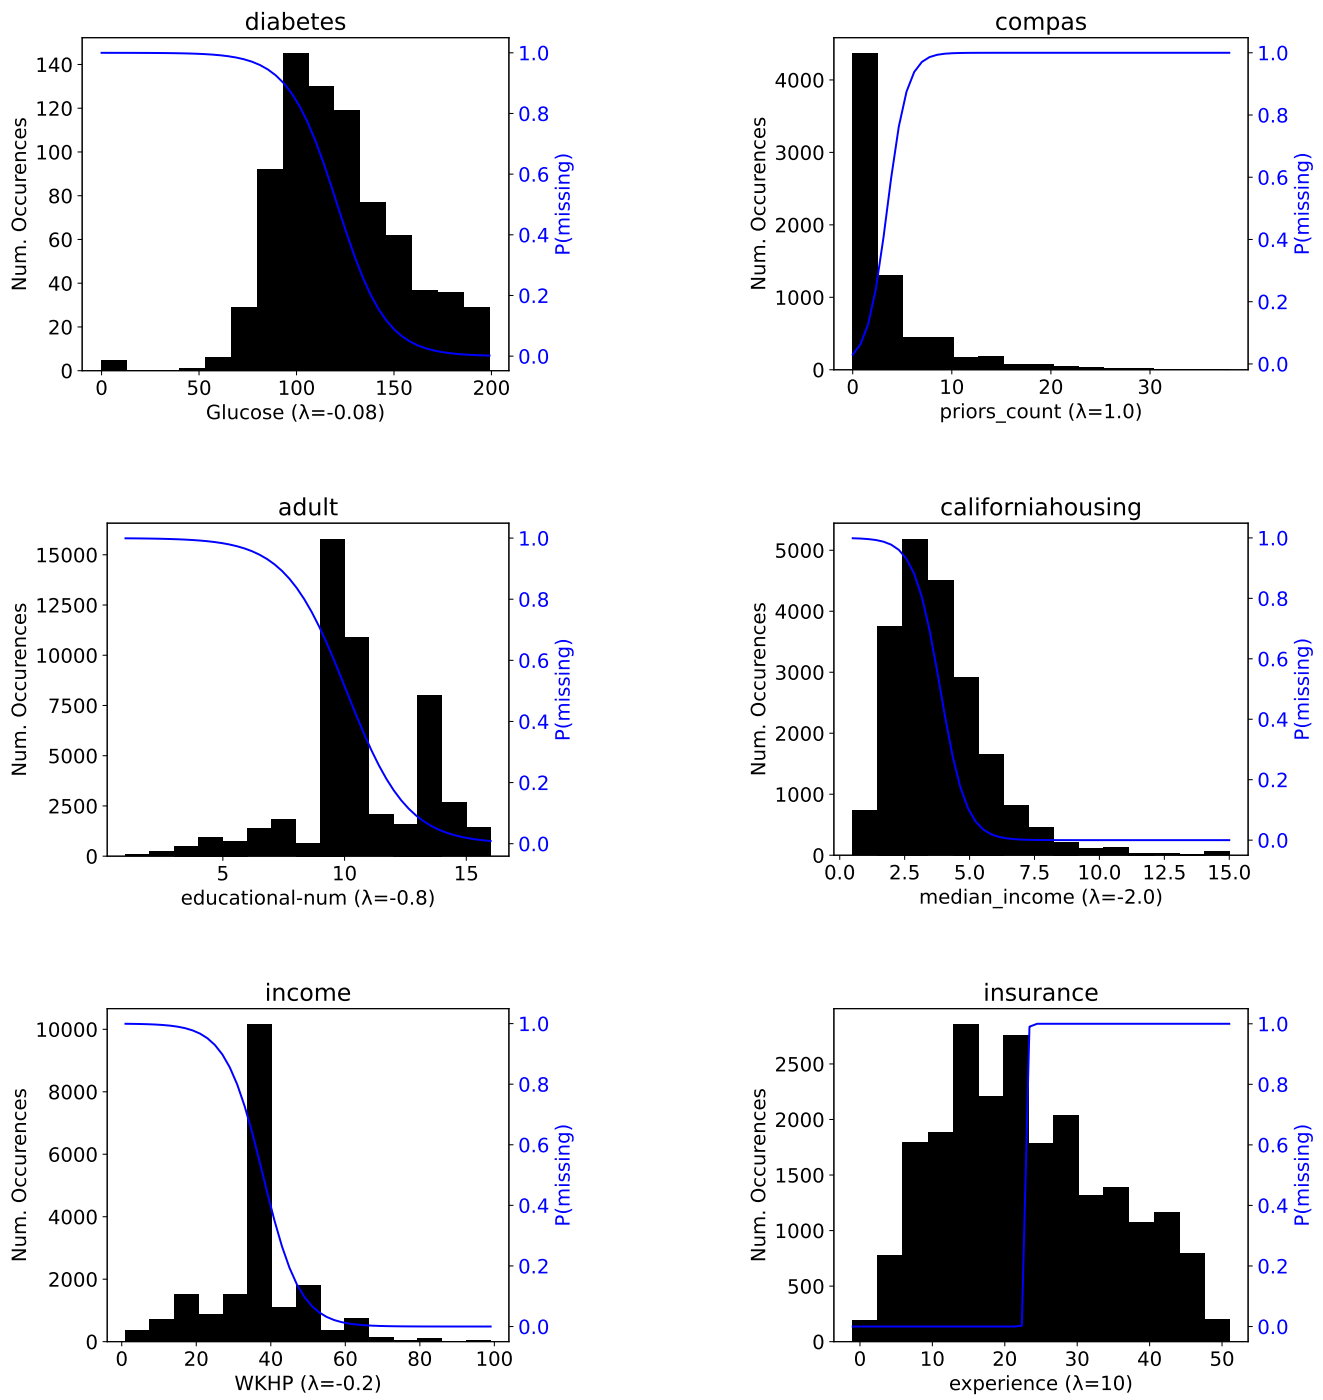 diabetes
Num. Occurences
0
20
40
60
80
100
120
140
0 50 100 150 200
Glucose (λ=-0.08)
0.0
0.2
0.4
0.6
0.8
1.0
P(missing)
compas
Num. Occurences
0
1000
2000
3000
4000
0 10 20 30
priors_count (λ=1.0)
0.0
0.2
0.4
0.6
0.8
1.0
P(missing)
adult
Num. Occurences
0
2500
5000
7500
10000
12500
15000
5 10 15
educational-num (λ=-0.8)
0.0
0.2
0.4
0.6
0.8
1.0
P(missing)
californiahousing
Num. Occurences
0
1000
2000
3000
4000
5000
0.0 2.5 5.0 7.5 10.0 12.5 15.0
median_income (λ=-2.0)
0.0
0.2
0.4
0.6
0.8
1.0
P(missing)
income
Num. Occurences
0
2000
4000
6000
8000
10000
0 20 40 60 80 100
WKHP (λ=-0.2)
0.0
0.2
0.4
0.6
0.8
1.0
P(missing)
insurance
Num. Occurences
0
500
1000
1500
2000
2500
0 10 20 30 40 50
experience (λ=10)
0.0
0.2
0.4
0.6
0.8
1.0
P(missing)